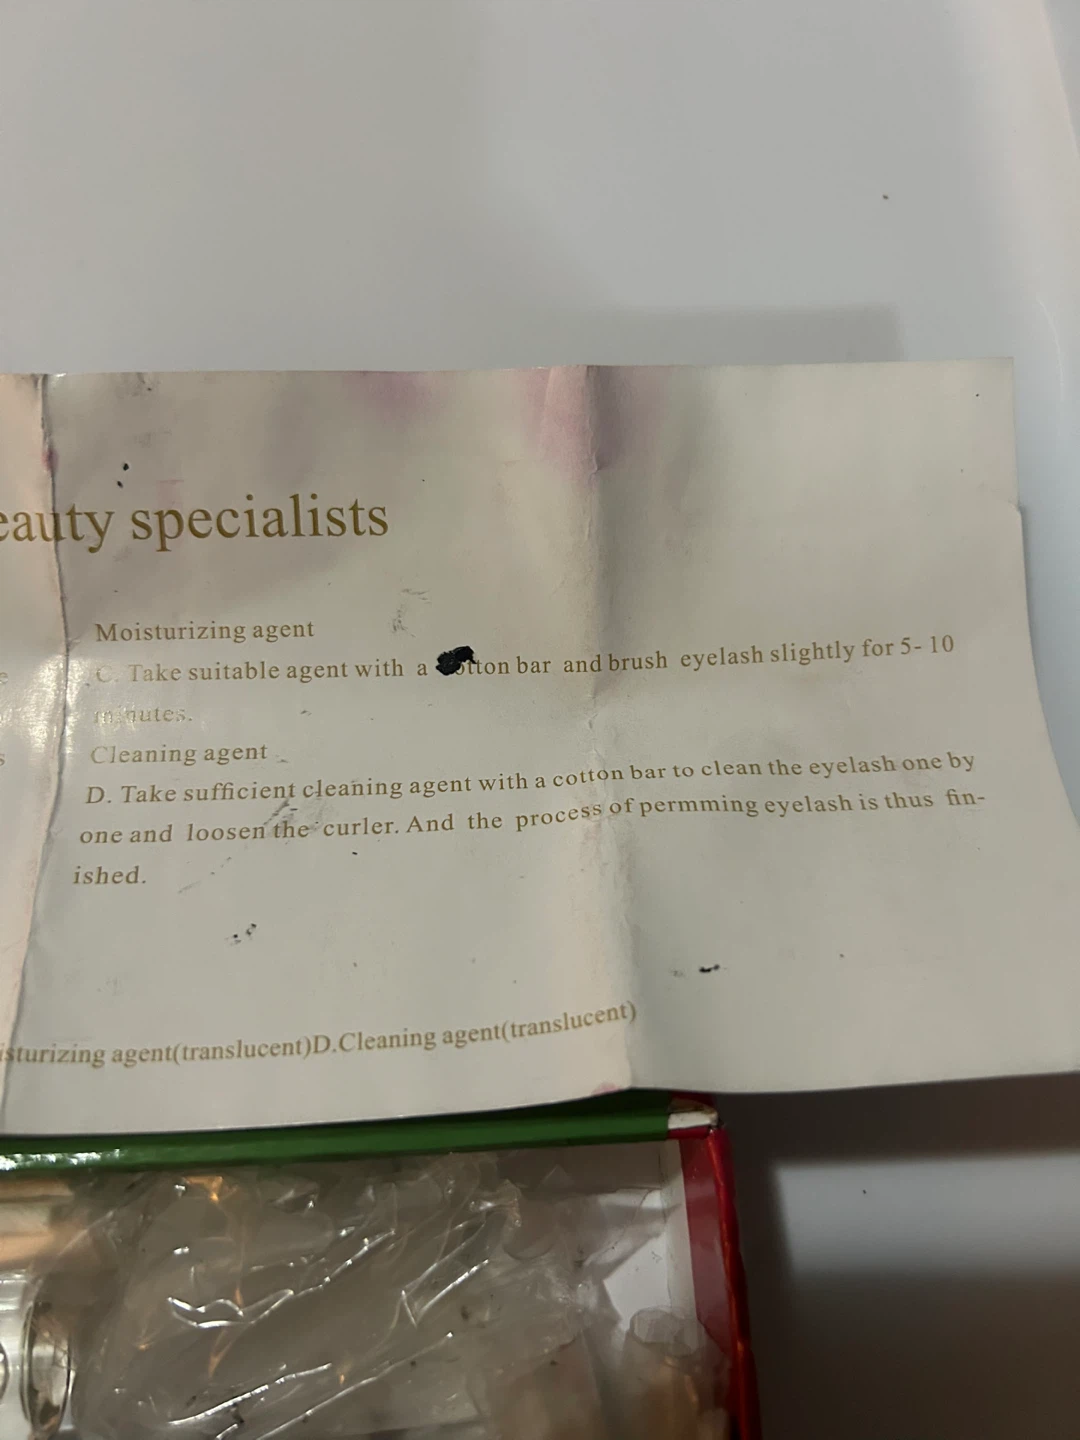 eauty specialists
Moisturizing agent
C. Take suitable agent with a cotton bar and brush eyelash slightly for 5- 10
minutes.
Cleaning agent
D. Take sufficient cleaning agent with a cotton bar to clean the eyelash one by
one and loosen the curler. And the process of permming eyelash is thus fin-
ished.
isturizing agent(translucent)D.Cleaning agent(translucent)